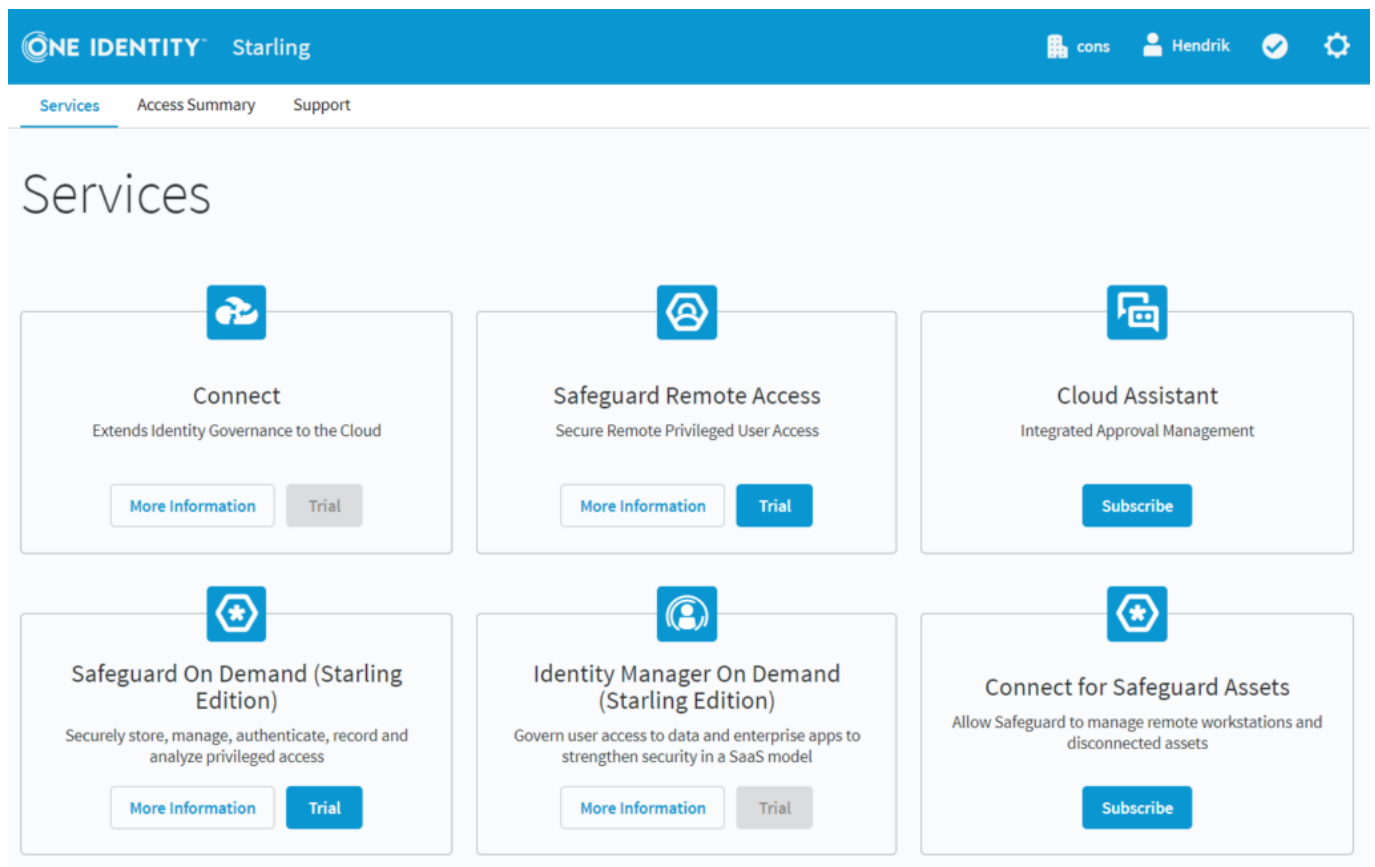 ONE IDENTITY™ Starling cons Hendrik
Services Access Summary Support
Services
Connect
Extends Identity Governance to the Cloud
More Information Trial
Safeguard Remote Access
Secure Remote Privileged User Access
More Information Trial
Cloud Assistant
Integrated Approval Management
Subscribe
Safeguard On Demand (Starling
Edition)
Securely store, manage, authenticate, record and
analyze privileged access
More Information Trial
Identity Manager On Demand
(Starling Edition)
Govern user access to data and enterprise apps to
strengthen security in a SaaS model
More Information Trial
Connect for Safeguard Assets
Allow Safeguard to manage remote workstations and
disconnected assets
Subscribe